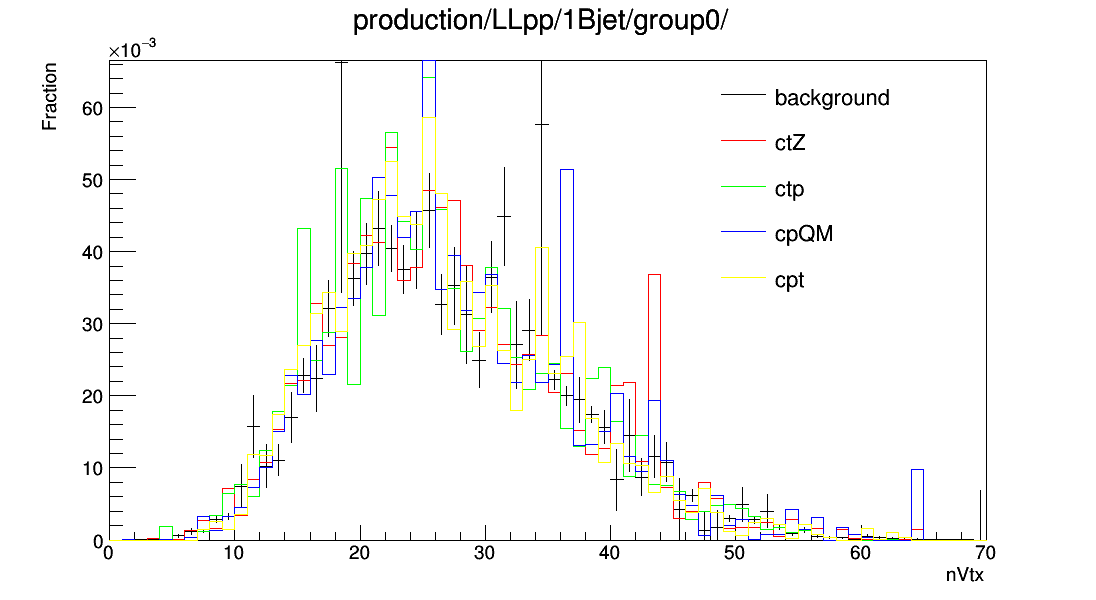 production/LLpp/1Bjet/group0/
×10⁻³
Fraction
60
50
40
30
20
10
0
background
ctZ
ctp
cpQM
cpt
0 10 20 30 40 50 60 70
nVtx